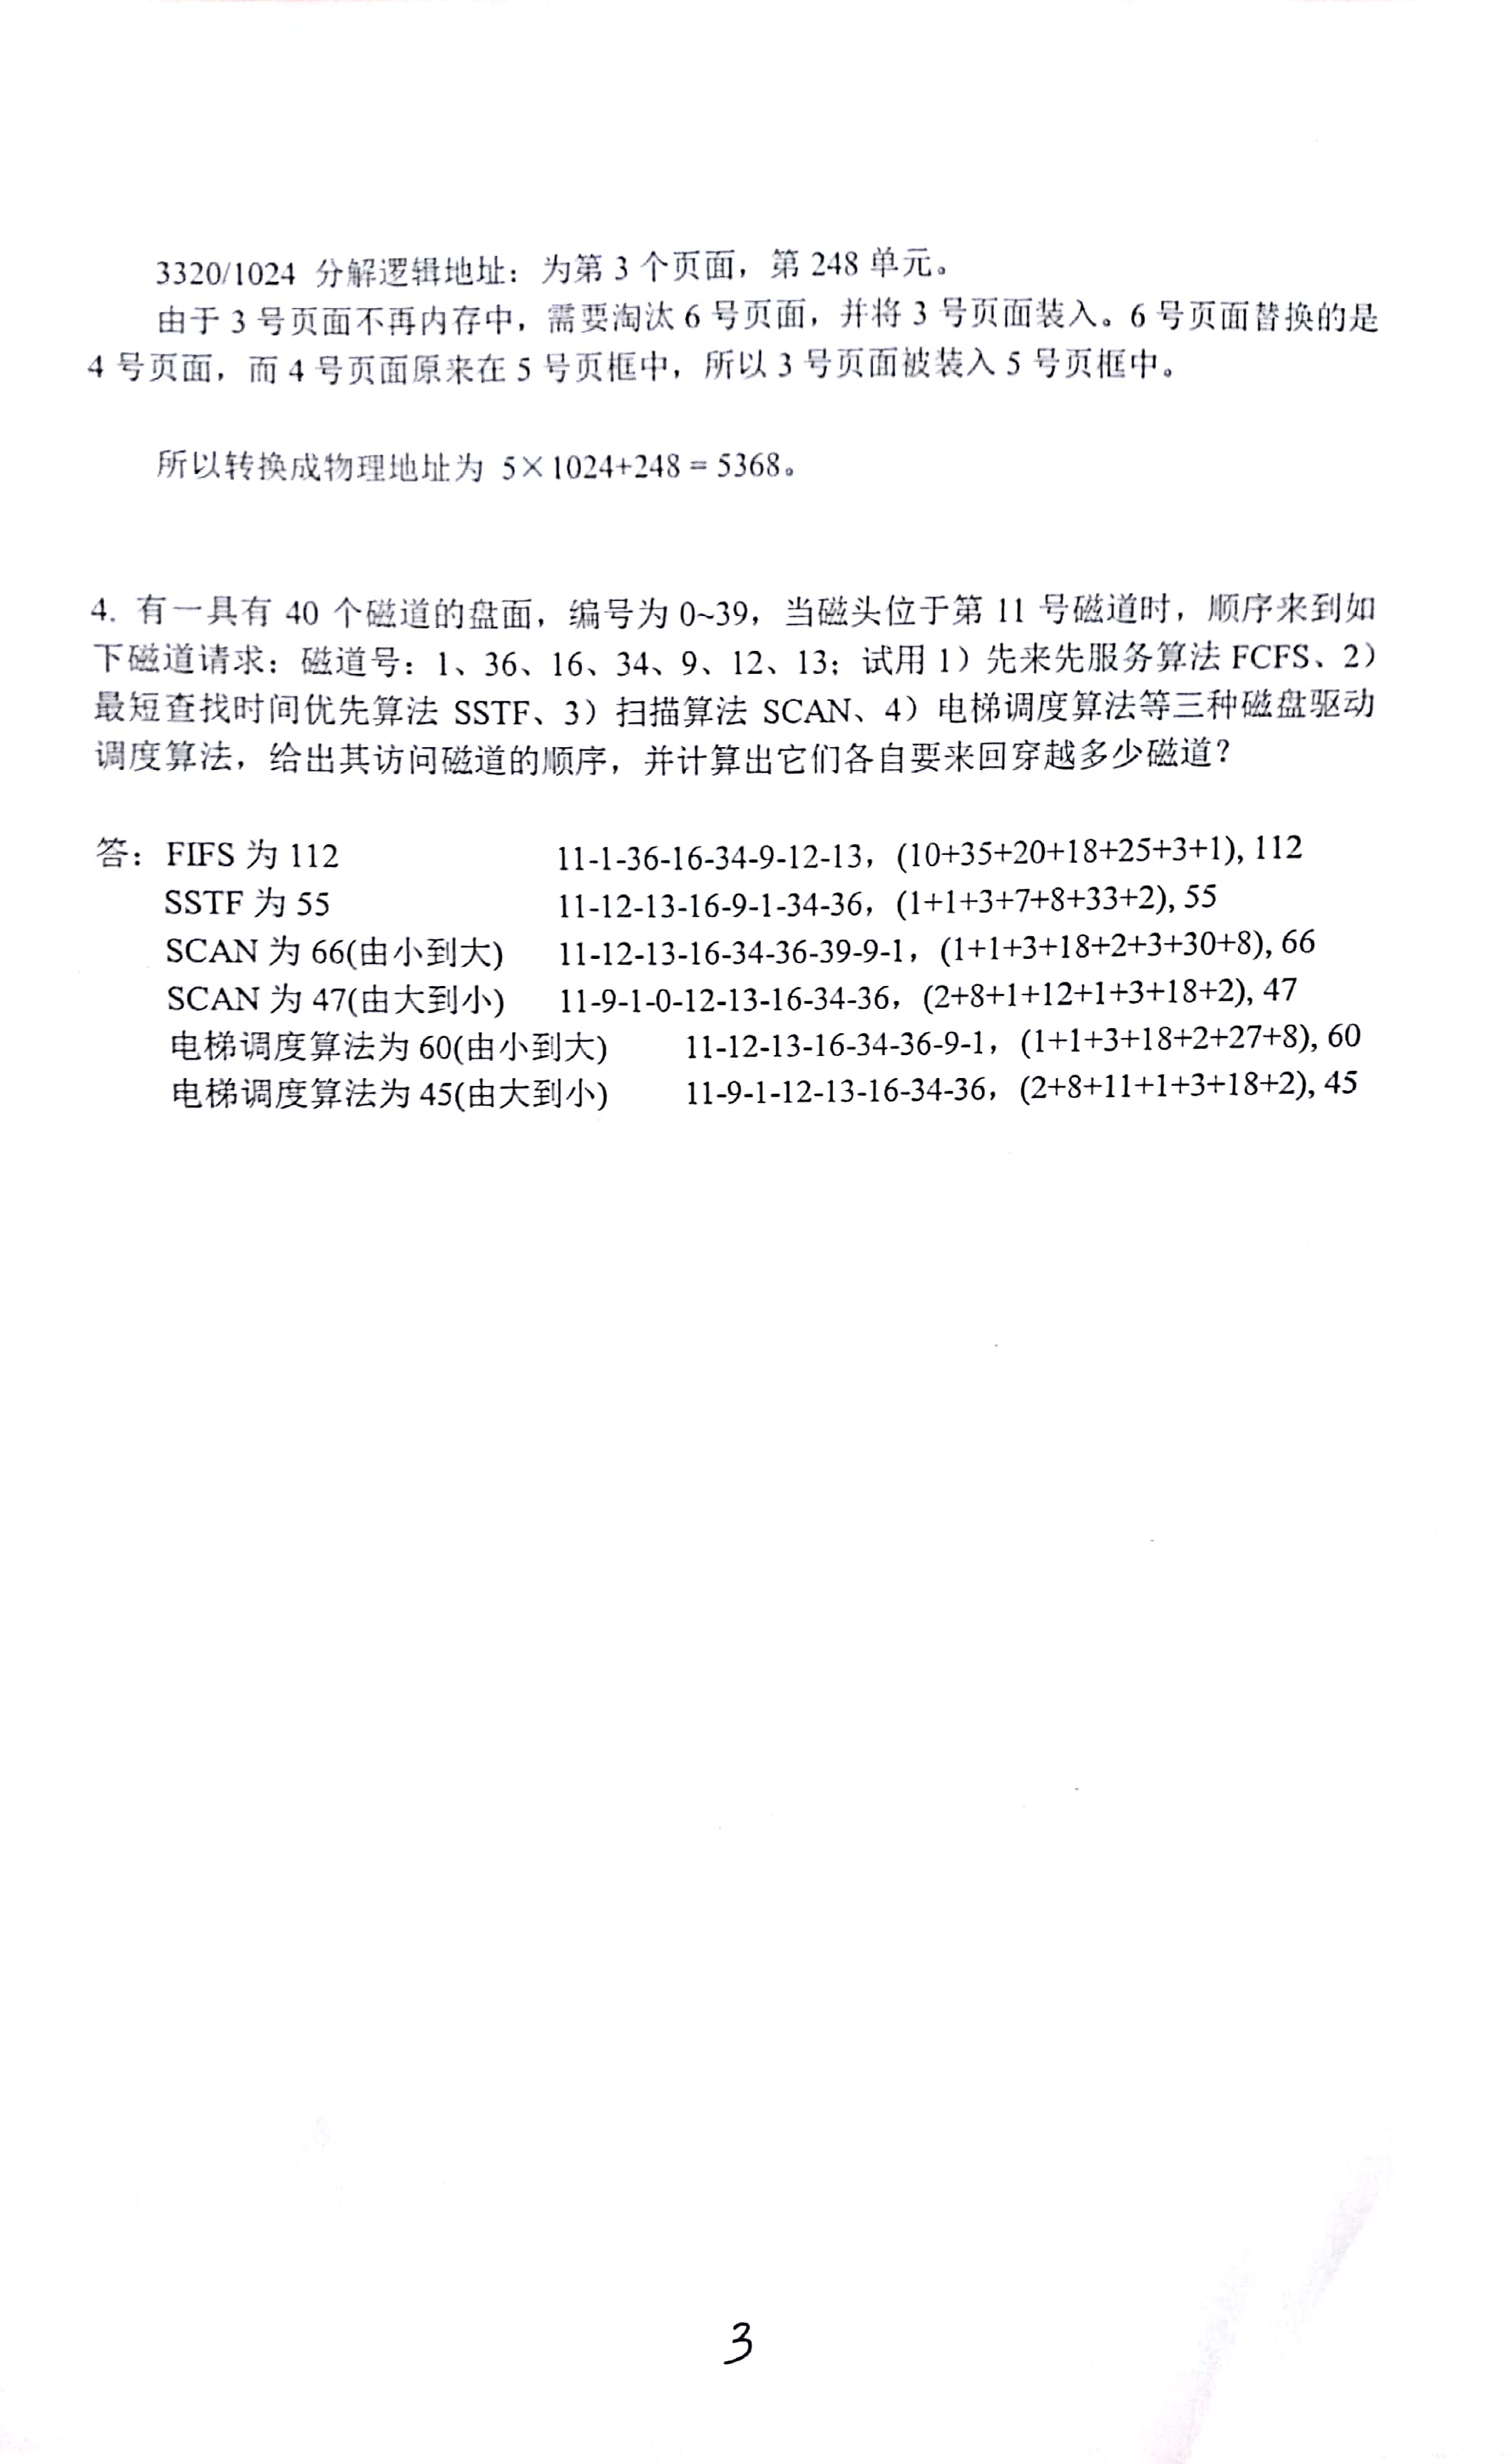 3320/1024 分解逻辑地址：为第 3 个页面，第 248 单元。
由于 3 号页面不再内存中，需要淘汰 6 号页面，并将 3 号页面装入。6 号页面替换的是
4 号页面，而 4 号页面原来在 5 号页框中，所以 3 号页面被装入 5 号页框中。
所以转换成物理地址为 5×1024+248 = 5368。
4. 有一具有 40 个磁道的盘面，编号为 0~39，当磁头位于第 11 号磁道时，顺序来到如
下磁道请求：磁道号：1、36、16、34、9、12、13；试用 1）先来先服务算法 FCFS、2）
最短查找时间优先算法 SSTF、3）扫描算法 SCAN、4）电梯调度算法等三种磁盘驱动
调度算法，给出其访问磁道的顺序，并计算出它们各自要来回穿越多少磁道？
答：FIFS 为 112 11-1-36-16-34-9-12-13，(10+35+20+18+25+3+1), 112
SSTF 为 55 11-12-13-16-9-1-34-36，(1+1+3+7+8+33+2), 55
SCAN 为 66(由小到大) 11-12-13-16-34-36-39-9-1，(1+1+3+18+2+3+30+8), 66
SCAN 为 47(由大到小) 11-9-1-0-12-13-16-34-36，(2+8+1+12+1+3+18+2), 47
电梯调度算法为 60(由小到大) 11-12-13-16-34-36-9-1，(1+1+3+18+2+27+8), 60
电梯调度算法为 45(由大到小) 11-9-1-12-13-16-34-36，(2+8+11+1+3+18+2), 45
3